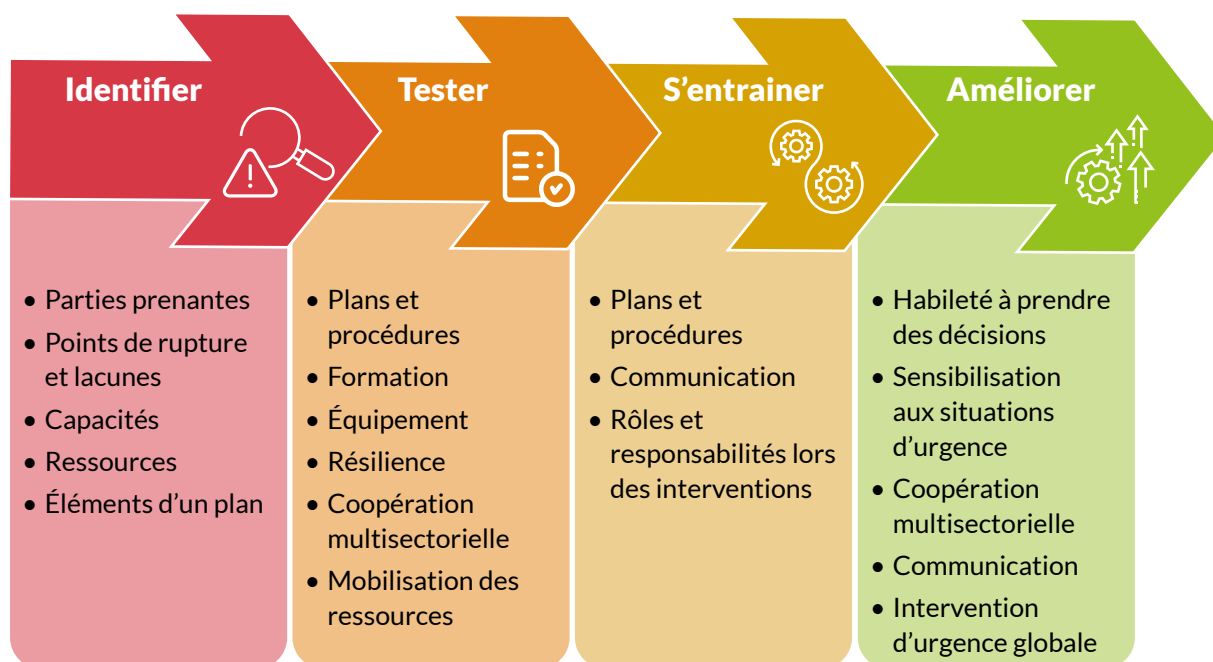 Identifier
• Parties prenantes
• Points de rupture
et lacunes
• Capacités
• Ressources
• Éléments d’un plan
Tester
• Plans et
procédures
• Formation
• Équipement
• Résilience
• Coopération
multisectorielle
• Mobilisation des
ressources
S’entrainer
• Plans et
procédures
• Communication
• Rôles et
responsabilités lors
des interventions
Améliorer
• Habileté à prendre
des décisions
• Sensibilisation
aux situations
d’urgence
• Coopération
multisectorielle
• Communication
• Intervention
d’urgence globale